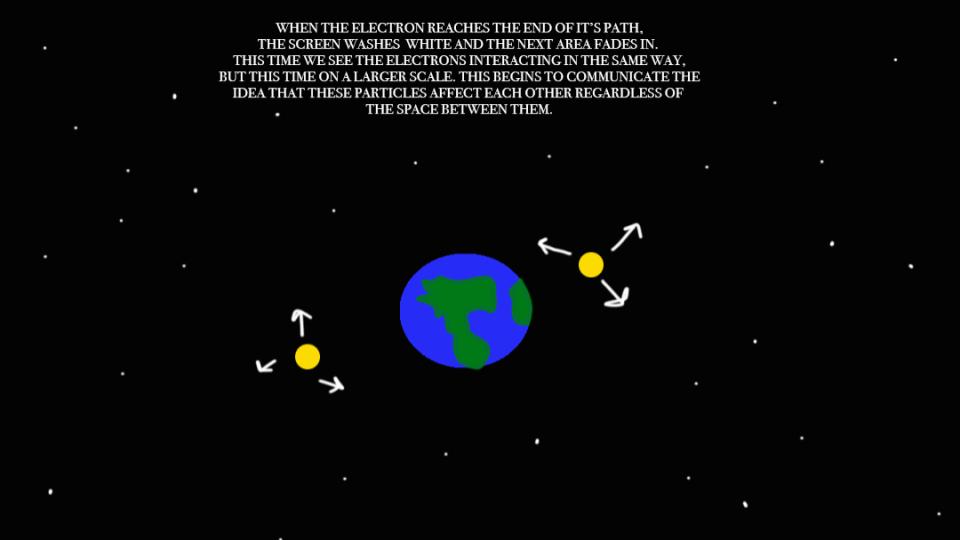 WHEN THE ELECTRON REACHES THE END OF IT'S PATH,
THE SCREEN WASHES WHITE AND THE NEXT AREA FADES IN.
THIS TIME WE SEE THE ELECTRONS INTERACTING IN THE SAME WAY,
BUT THIS TIME ON A LARGER SCALE. THIS BEGINS TO COMMUNICATE THE
IDEA THAT THESE PARTICLES AFFECT EACH OTHER REGARDLESS OF
THE SPACE BETWEEN THEM.